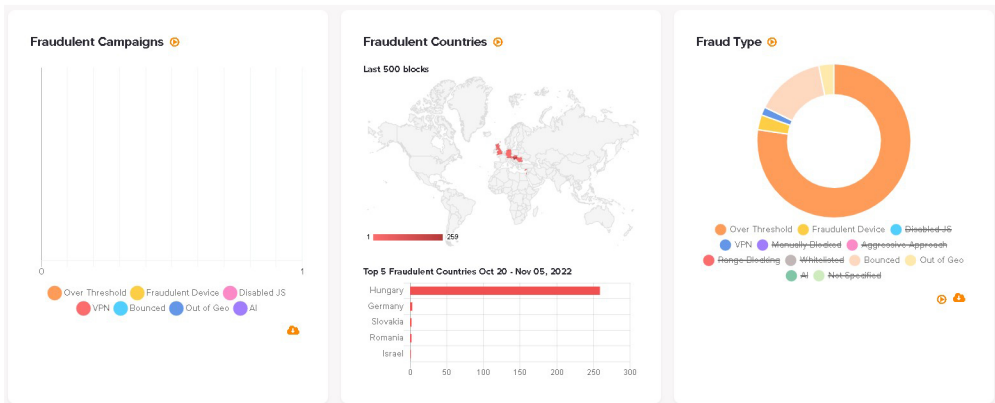 Fraudulent Campaigns
0 1
Over Threshold Fraudulent Device Disabled JS
VPN Bounced Out of Geo AI
Fraudulent Countries
Last 500 blocks
1 259
Top 5 Fraudulent Countries Oct 20 - Nov 05, 2022
Hungary
Germany
Slovakia
Romania
Israel
0 50 100 150 200 250 300
Fraud Type
Over Threshold Fraudulent Device Disabled JS
VPN Manually Blocked Aggressive Approach
Range Blocking Whitelisted Bounced Out of Geo
AI Not Specified